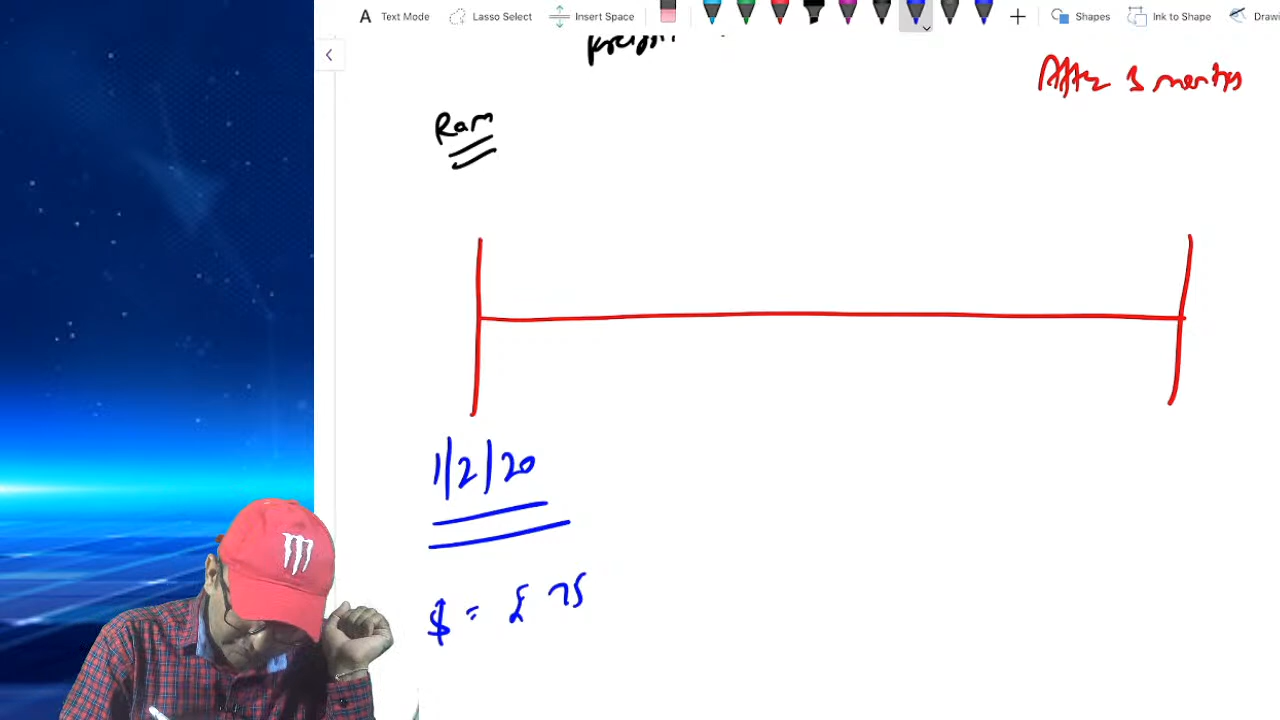 Text Mode Lasso Select Insert Space Shapes Ink to Shape
After 3 months
Ram
1/2/20
$ = £ 75